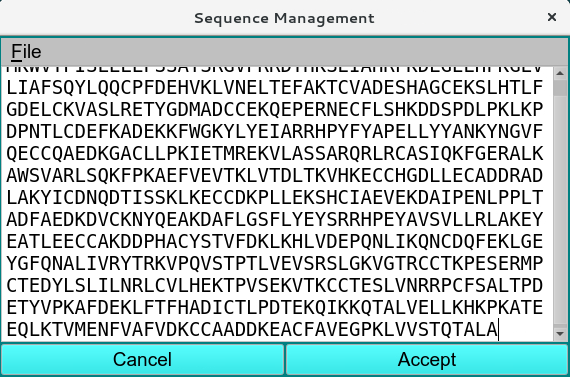 Sequence Management
File
LIAFSQYLQQCPFDEHVKLVNELTEFAKTCVADESHAGCEKSLHTLF
GDELCKVASLRETYGDMADCCEKQEPERNECFLSHKDDSPDLPKLKP
DPNTLCDEFKADEKKFWGKYLYEIARRHPYFYAPELLYYANKYNGVF
QECCQAEDKGACLLPKIETMREKVLASSARQRLRCASIQKFGERALK
AWSVARLSQKFPKAEFVEVTKLVTDLTKVHKECCHGDLLECADDRAD
LAKYICDNQDTISSKLKECCDKPLLEKSHCIAEVEKDAIPENLPPLT
ADFAEDKDVCKNYQEAKDAFLGSFLYEYSRRHPEYAVSVLLRLAKEY
EATLEECCAKDDPHACYSTVFDKLKHLVDEPQNLIKQNCDQFEKLGE
YGFQNALIVRYTRKVPQVSTPTLVEVSRSLGKVGTRCCTKPESERMP
CTEDYLSLILNRLCVLHEKTPVSEKVTKCCTESLVNRRPCFSALTPD
ETYVPKAFDEKLFTFHADICTLPDTEKQIKKQTALVELLKHKPKATE
EQLKTVMENFVAFVDKCCAADDKEACFAVEGPKLVVSTQTALA
Cancel
Accept